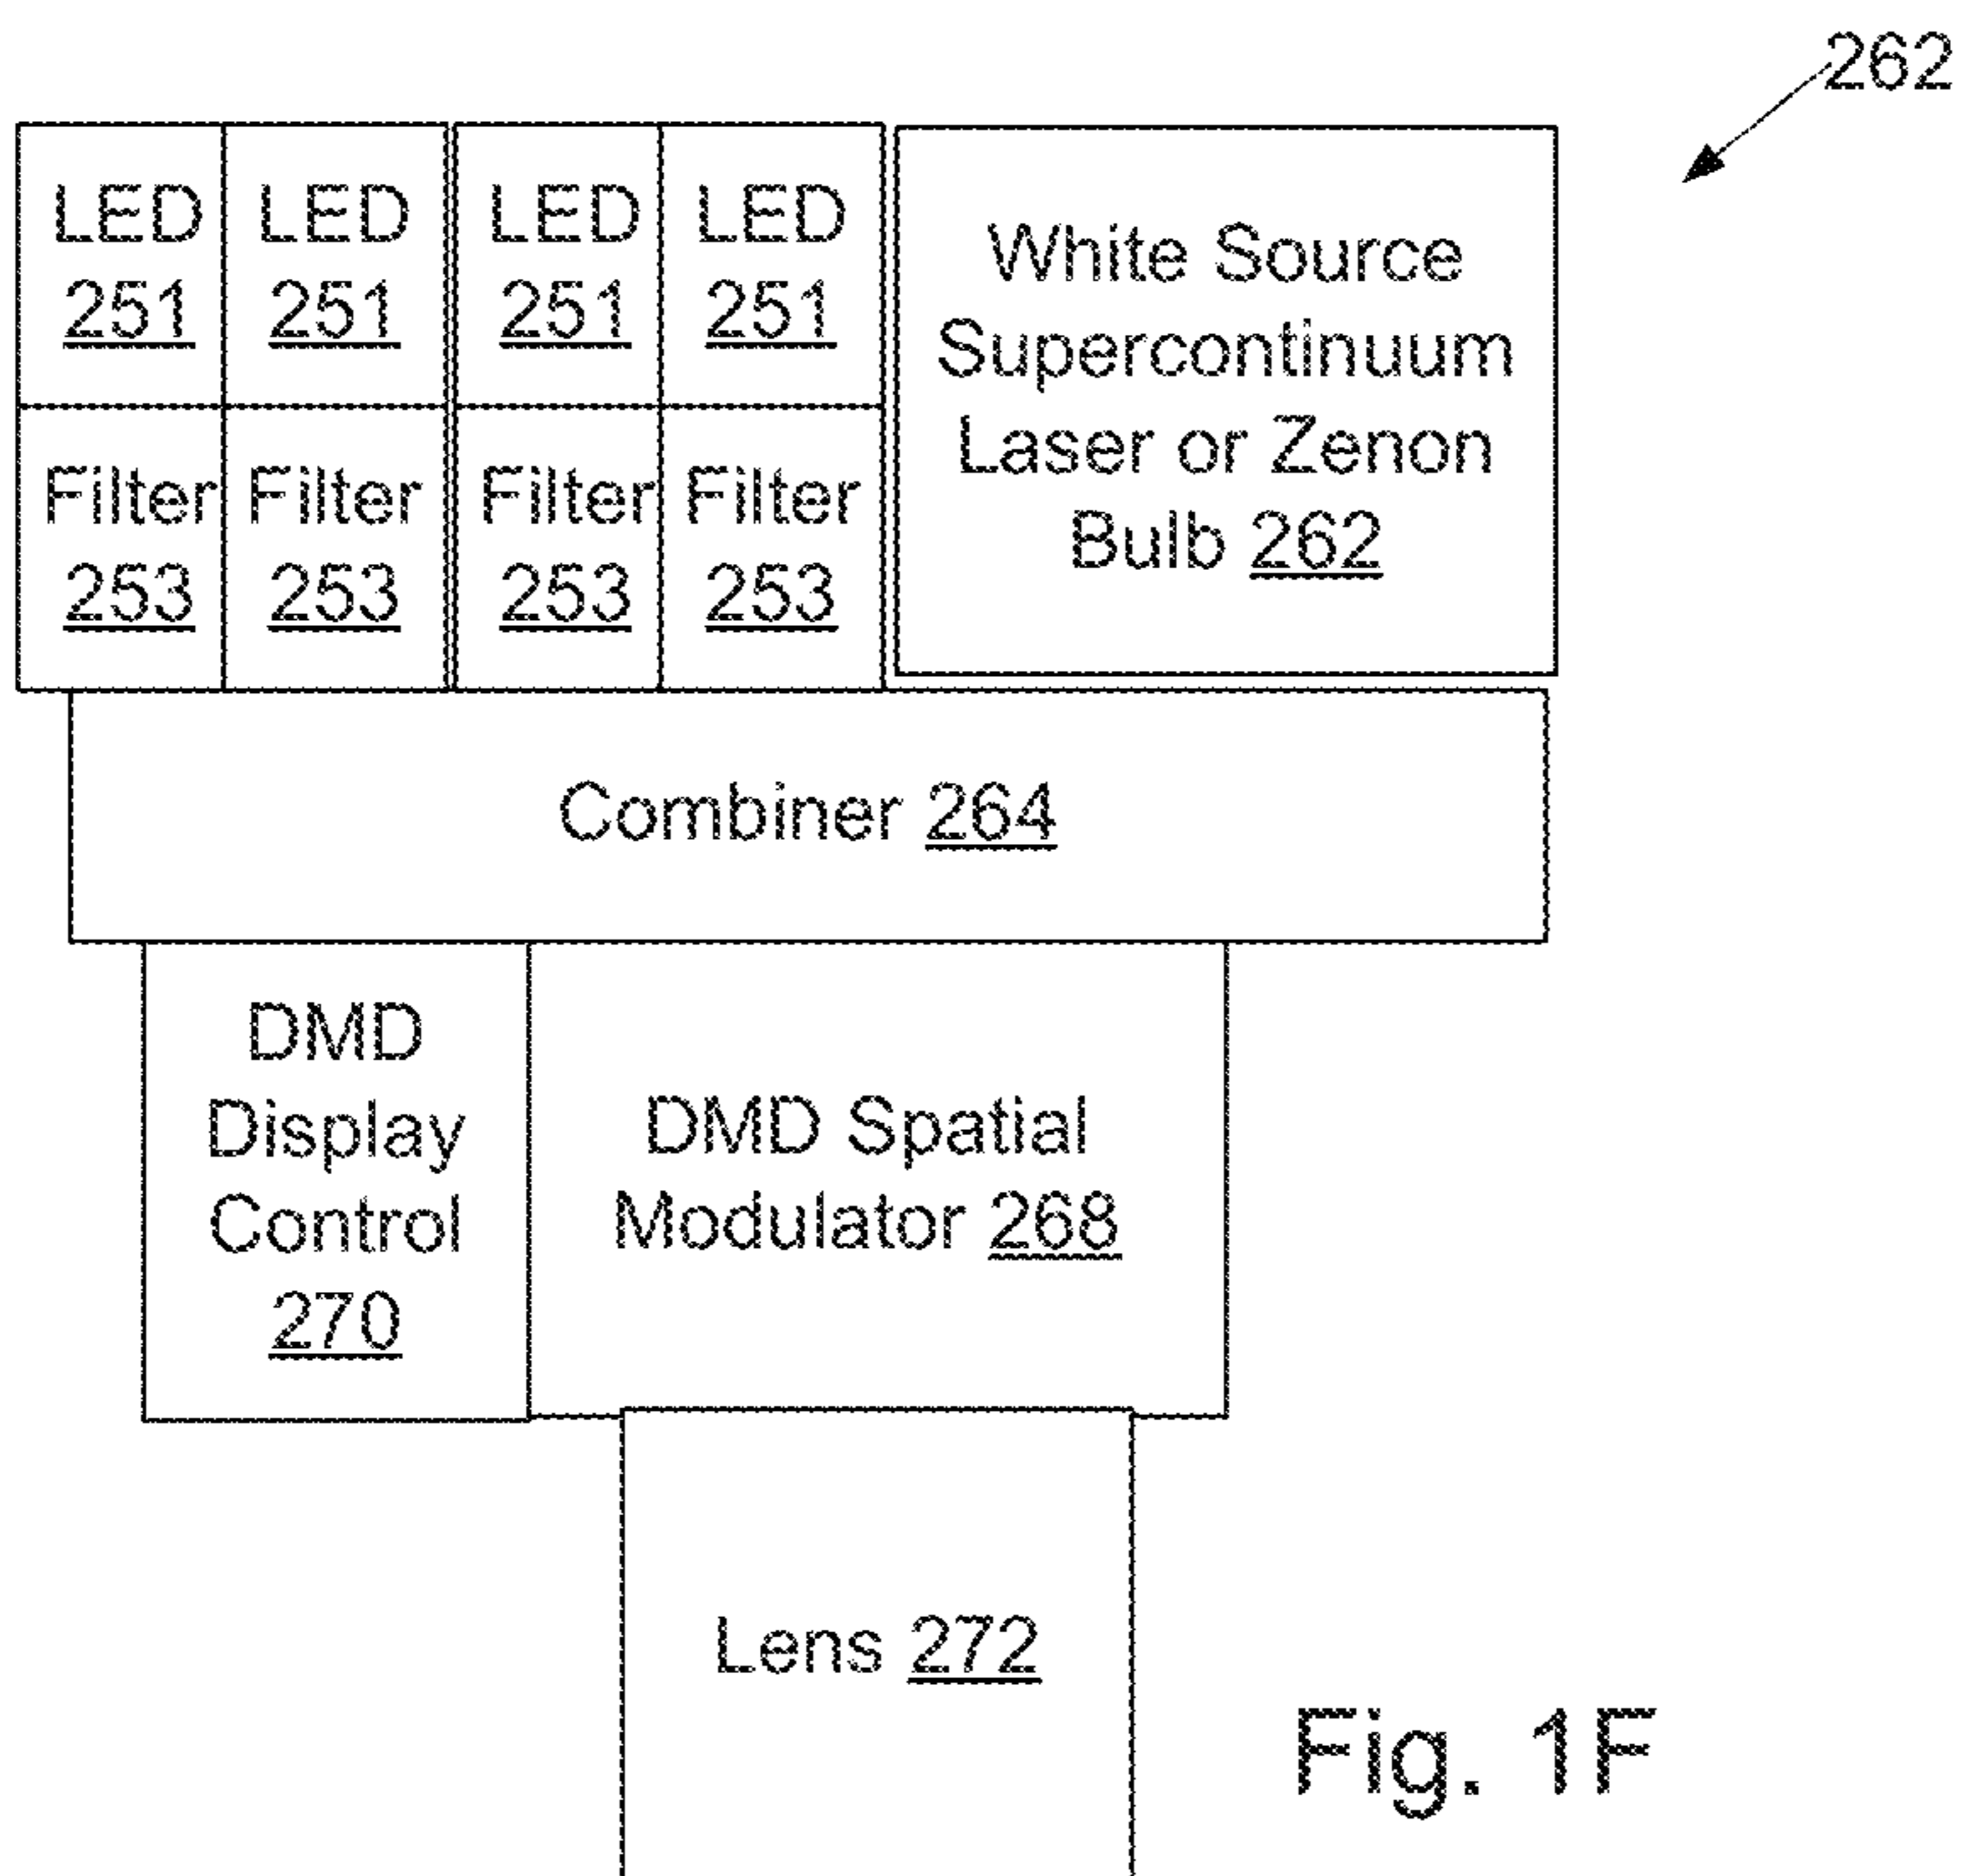 262
LED LED LED LED
251 251 251 251
Filter Filter Filter Filter
253 253 253 253
White Source
Supercontinuum
Laser or Zenon
Bulb 262
Combiner 264
DMD
Display
Control
270
DMD Spatial
Modulator 268
Lens 272
Fig. 1F